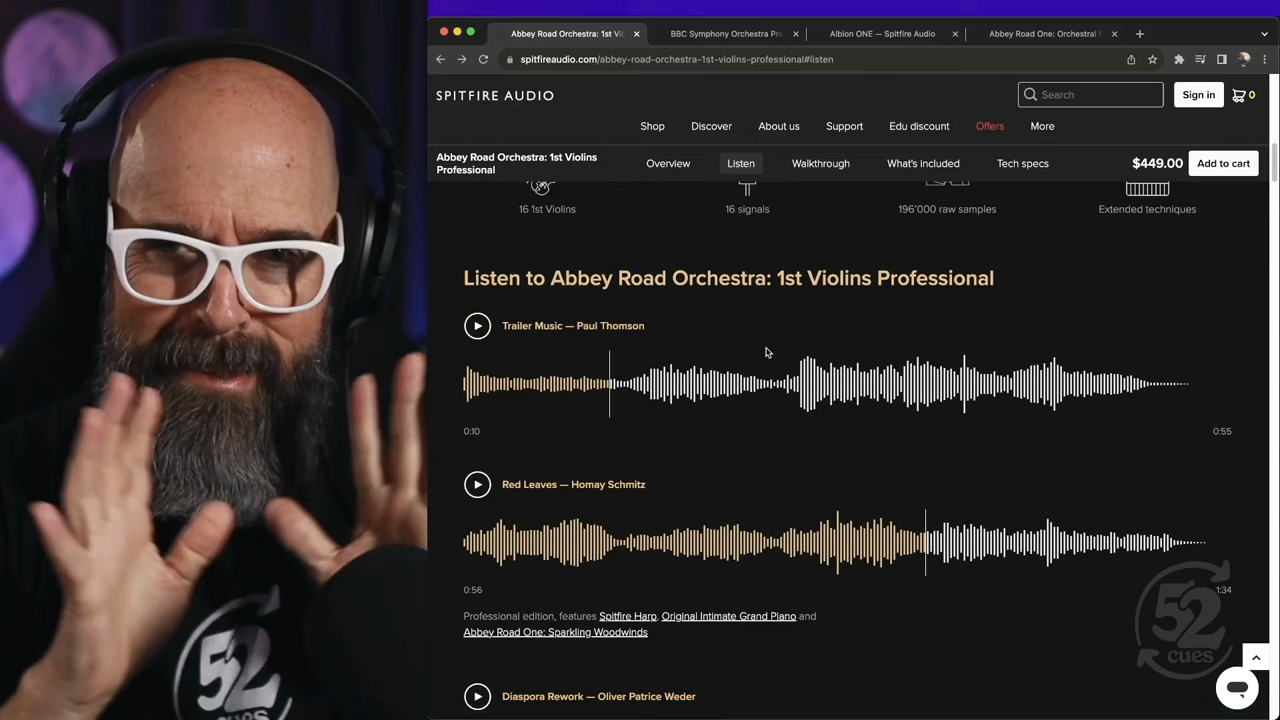 Abbey Road Orchestra: 1st Vi
BBC Symphony Orchestra Pr
Albion ONE — Spitfire Audio
Abbey Road One: Orchestral F
spitfireaudio.com/abbey-road-orchestra-1st-violins-professional#listen
SPITFIRE AUDIO
Search
Sign in
0
Shop
Discover
About us
Support
Edu discount
Offers
More
Abbey Road Orchestra: 1st Violins
Professional
Overview
Listen
Walkthrough
What's included
Tech specs
$449.00
Add to cart
16 1st Violins
16 signals
196'000 raw samples
Extended techniques
Listen to Abbey Road Orchestra: 1st Violins Professional
Trailer Music — Paul Thomson
0:10
0:55
Red Leaves — Homay Schmitz
0:56
1:34
Professional edition, features Spitfire Harp, Original Intimate Grand Piano and
Abbey Road One: Sparkling Woodwinds
Diaspora Rework — Oliver Patrice Weder
52
cues
52
cues